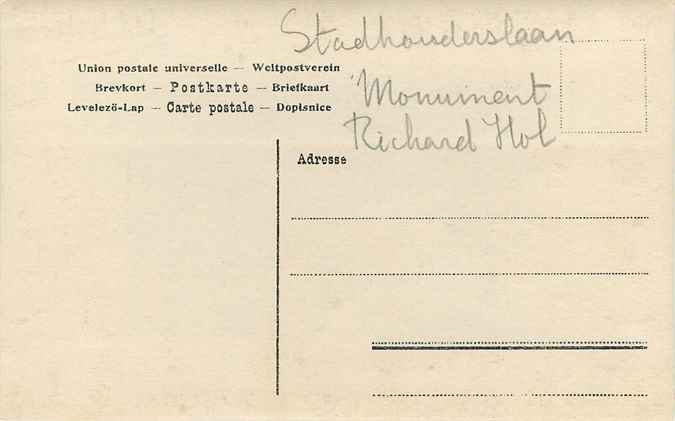 Stadhouderslaan
Union postale universelle — Weltpostverein
Brevkort — Postkarte — Briefkaart
Levelező-Lap — Carte postale — Dopisnice
Monument
Richard Hol
Adresse